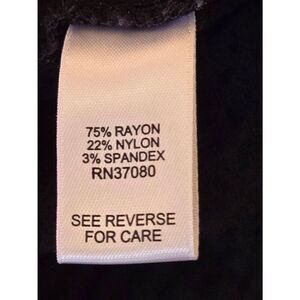 75% RAYON
22% NYLON
3% SPANDEX
RN37080
SEE REVERSE
FOR CARE